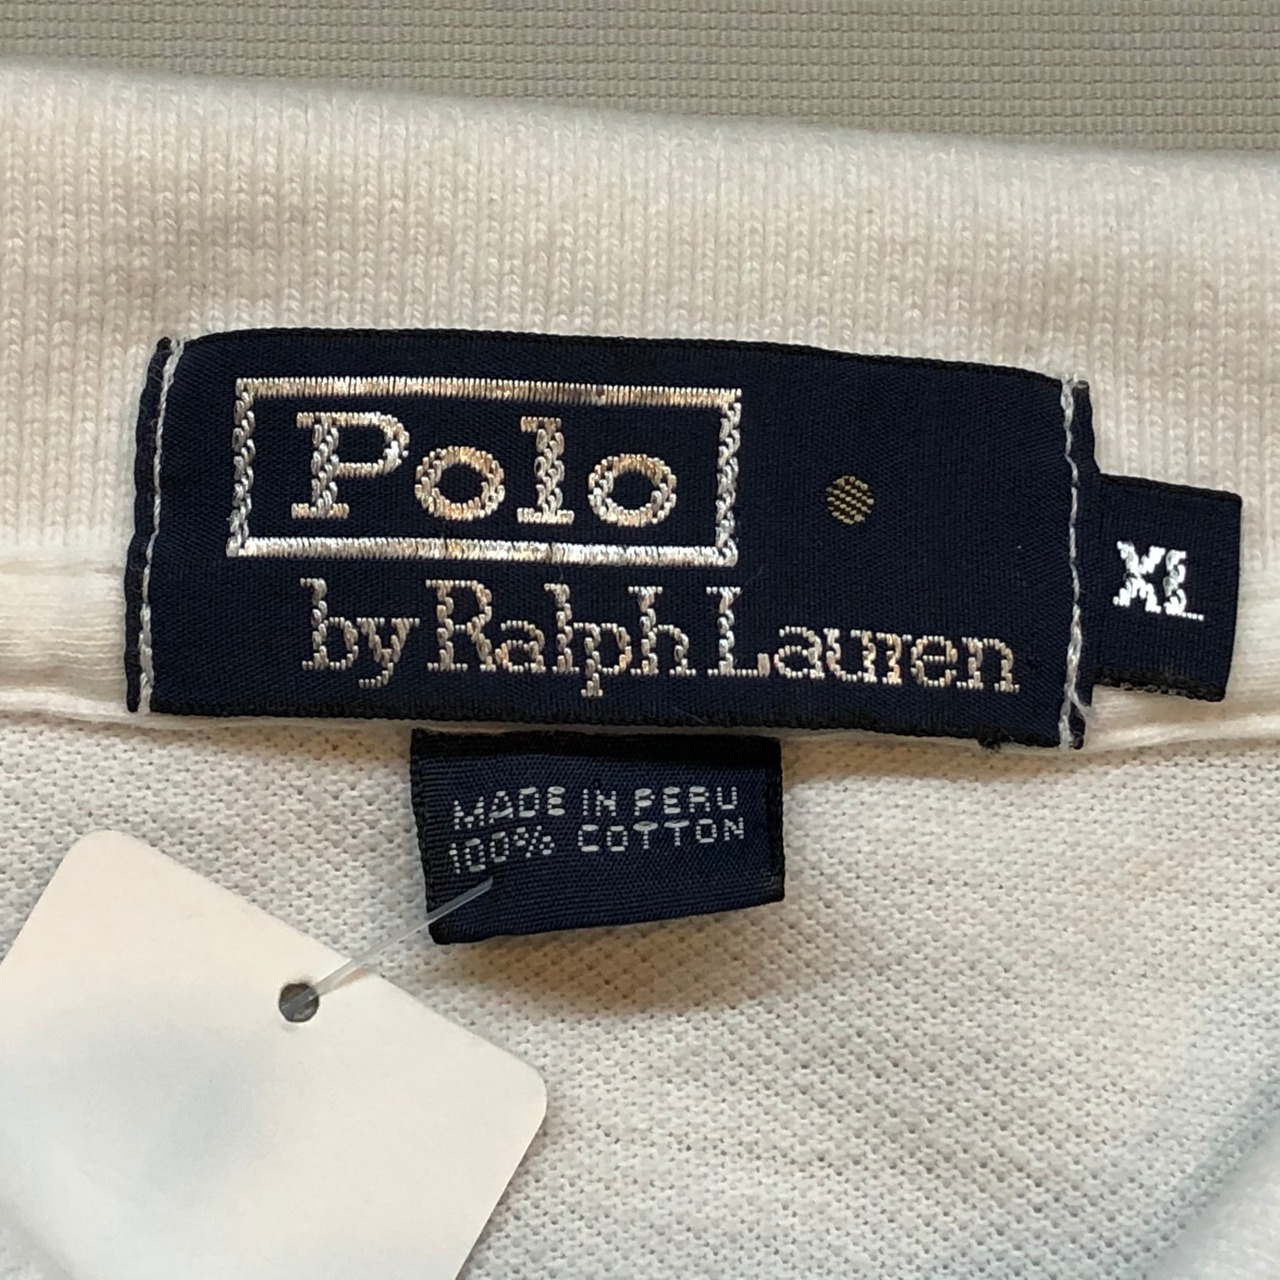 Polo
by Ralph Lauren
XL
MADE IN PERU
100% COTTON